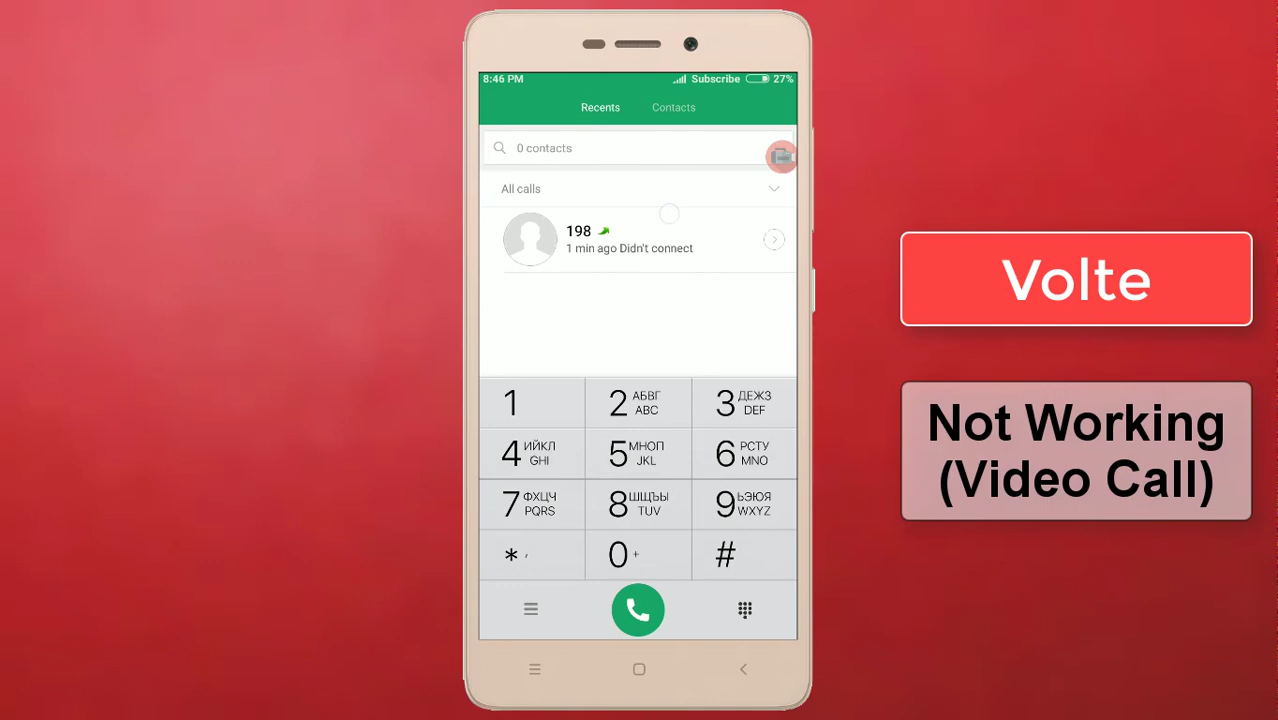 8:46 PM Subscribe 27%
Recents Contacts
0 contacts
All calls
198
1 min ago Didn't connect
1
2 АБВГ ABC
3 ДЕЖЗ DEF
4 ИЙКЛ GHI
5 МНОП JKL
6 РСТУ MNO
7 ФХЦЧ PQRS
8 ШЩЪЫ TUV
9 ЬЭЮЯ WXYZ
* ,
0 +
#
Volte
Not Working
(Video Call)